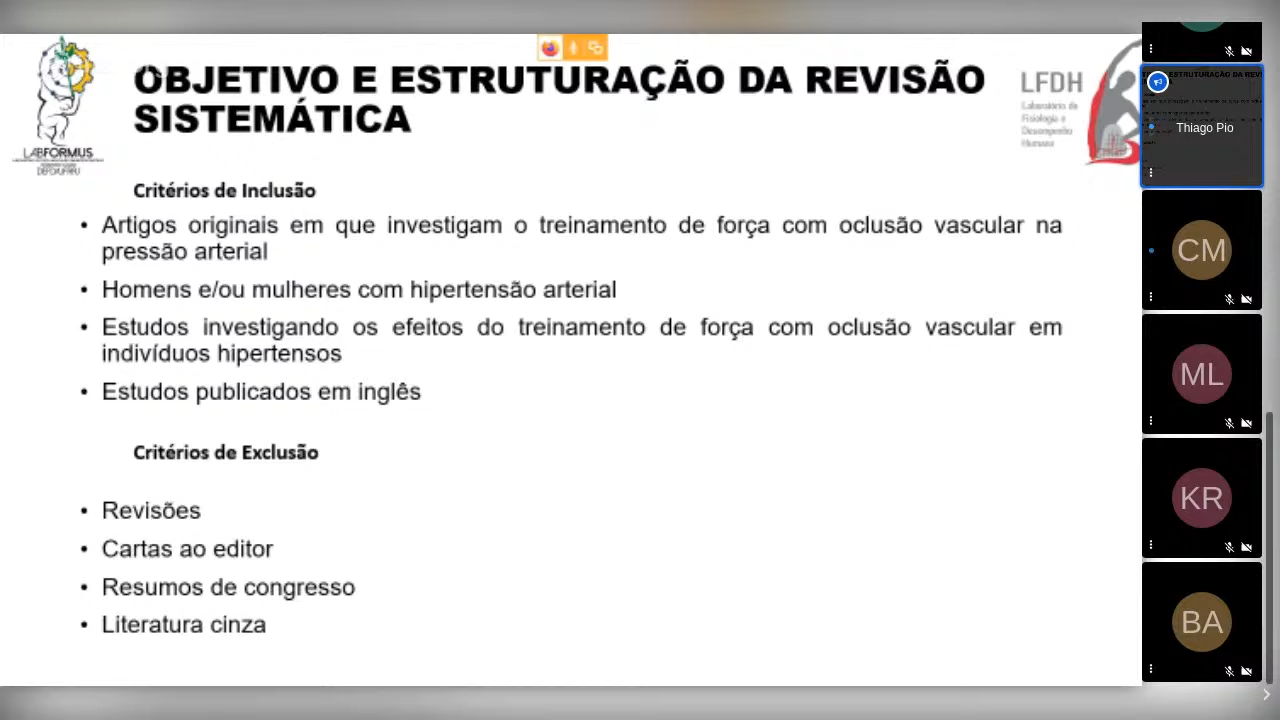 OBJETIVO E ESTRUTURAÇÃO DA REVISÃO
SISTEMÁTICA
LABFORMUS
LFDH
Laboratório de
Fisiologia e
Desempenho
Humano
Critérios de Inclusão
• Artigos originais em que investigam o treinamento de força com oclusão vascular na
pressão arterial
• Homens e/ou mulheres com hipertensão arterial
• Estudos investigando os efeitos do treinamento de força com oclusão vascular em
indivíduos hipertensos
• Estudos publicados em inglês
Critérios de Exclusão
• Revisões
• Cartas ao editor
• Resumos de congresso
• Literatura cinza
Thiago Pio
CM
ML
KR
BA